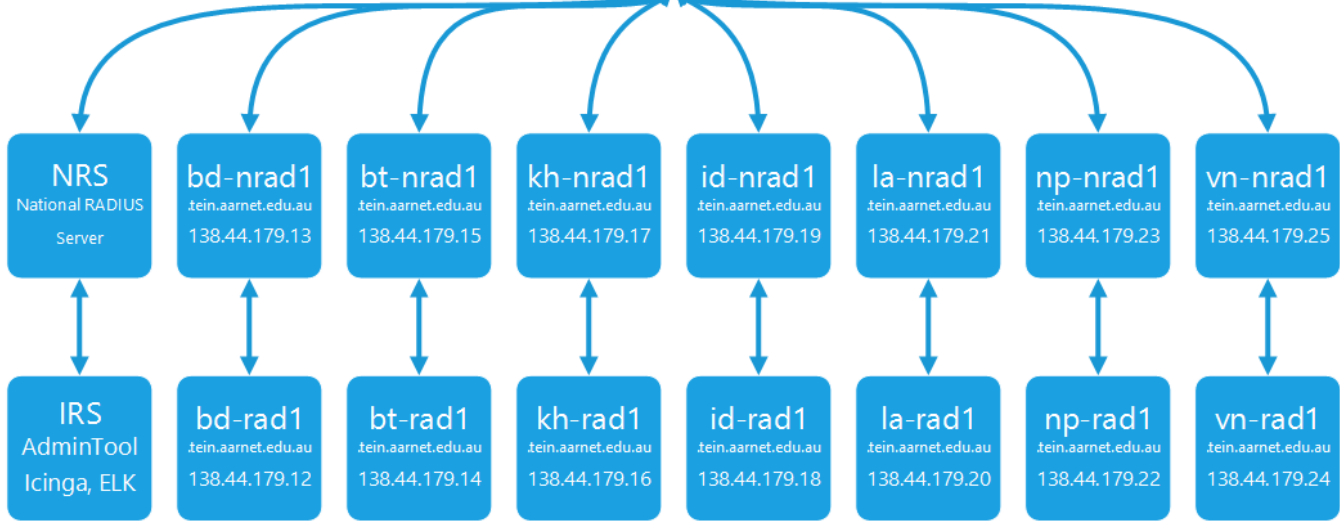 NRS
National RADIUS
Server
bd-nrad1
.tein.aarnet.edu.au
138.44.179.13
bt-nrad1
.tein.aarnet.edu.au
138.44.179.15
kh-nrad1
.tein.aarnet.edu.au
138.44.179.17
id-nrad1
.tein.aarnet.edu.au
138.44.179.19
la-nrad1
.tein.aarnet.edu.au
138.44.179.21
np-nrad1
.tein.aarnet.edu.au
138.44.179.23
vn-nrad1
.tein.aarnet.edu.au
138.44.179.25
IRS
AdminTool
Icinga, ELK
bd-rad1
.tein.aarnet.edu.au
138.44.179.12
bt-rad1
.tein.aarnet.edu.au
138.44.179.14
kh-rad1
.tein.aarnet.edu.au
138.44.179.16
id-rad1
.tein.aarnet.edu.au
138.44.179.18
la-rad1
.tein.aarnet.edu.au
138.44.179.20
np-rad1
.tein.aarnet.edu.au
138.44.179.22
vn-rad1
.tein.aarnet.edu.au
138.44.179.24